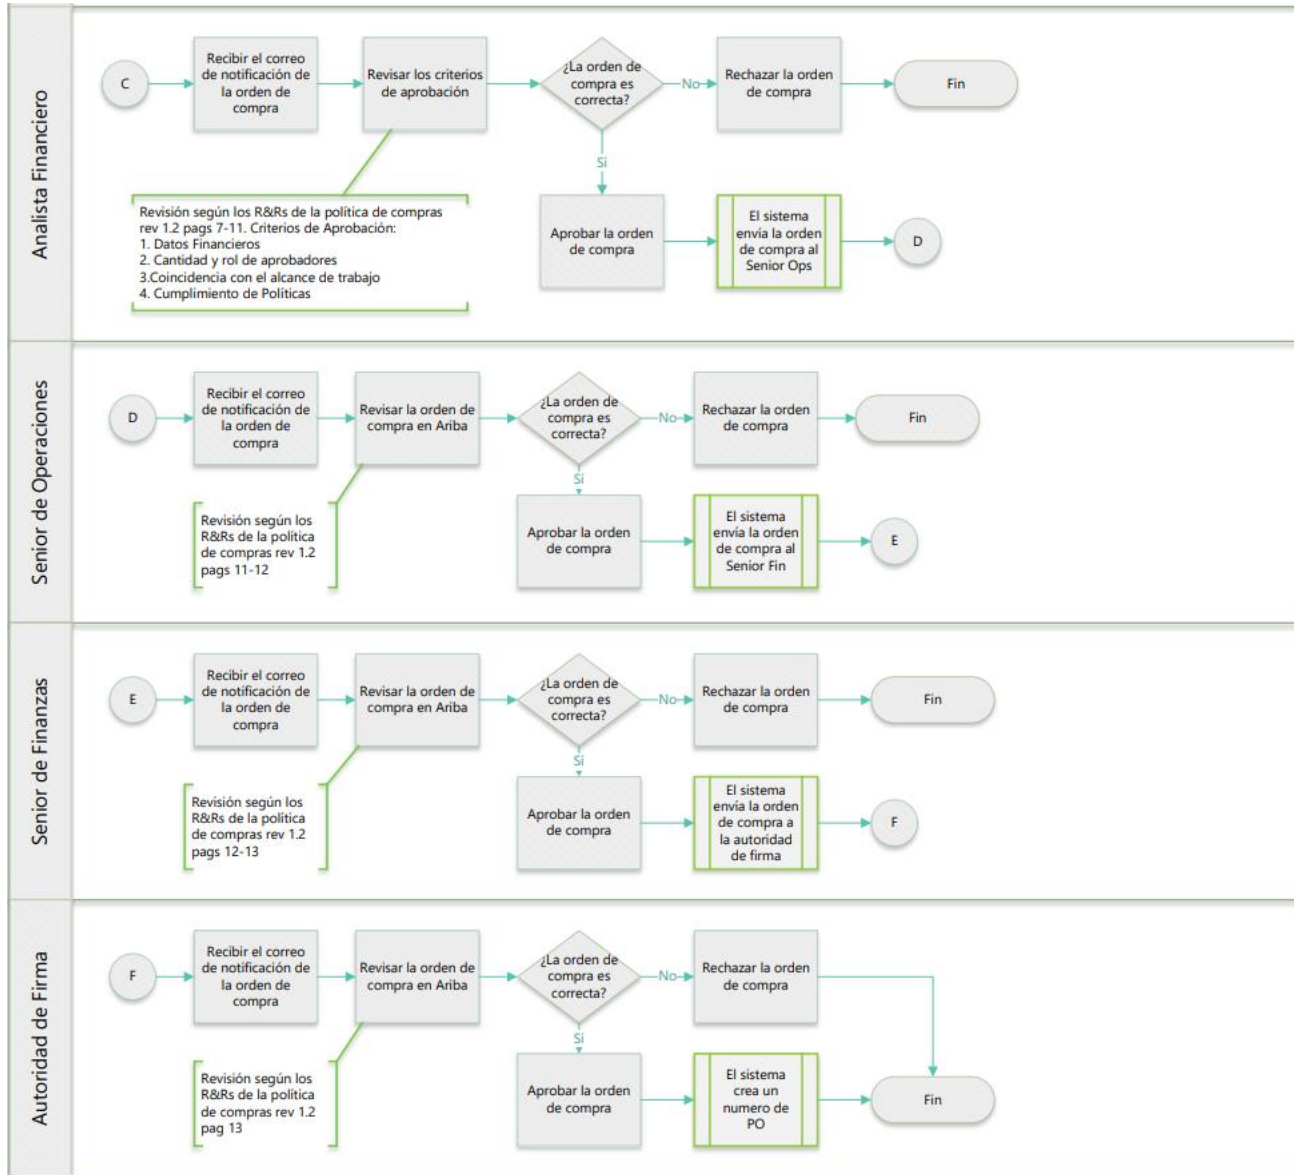 Analista Financiero
C
Recibir el correo
de notificación de
la orden de
compra
Revisar los criterios
de aprobación
¿La orden de
compra es
correcta?
No
Rechazar la orden
de compra
Fin
Sí
Revisión según los R&Rs de la política de compras
rev 1.2 pags 7-11. Criterios de Aprobación:
1. Datos Financieros
2. Cantidad y rol de aprobadores
3.Coincidencia con el alcance de trabajo
4. Cumplimiento de Políticas
Aprobar la orden
de compra
El sistema
envía la orden
de compra al
Senior Ops
D
Senior de Operaciones
D
Recibir el correo
de notificación de
la orden de
compra
Revisar la orden de
compra en Ariba
¿La orden de
compra es
correcta?
No
Rechazar la orden
de compra
Fin
Sí
Revisión según los
R&Rs de la política
de compras rev 1.2
pags 11-12
Aprobar la orden
de compra
El sistema
envía la orden
de compra al
Senior Fin
E
Senior de Finanzas
E
Recibir el correo
de notificación de
la orden de
compra
Revisar la orden de
compra en Ariba
¿La orden de
compra es
correcta?
No
Rechazar la orden
de compra
Fin
Sí
Revisión según los
R&Rs de la política
de compras rev 1.2
pags 12-13
Aprobar la orden
de compra
El sistema
envía la orden
de compra a
la autoridad
de firma
F
Autoridad de Firma
F
Recibir el correo
de notificación de
la orden de
compra
Revisar la orden de
compra en Ariba
¿La orden de
compra es
correcta?
No
Rechazar la orden
de compra
Sí
Revisión según los
R&Rs de la política
de compras rev 1.2
pag 13
Aprobar la orden
de compra
El sistema
crea un
numero de
PO
Fin